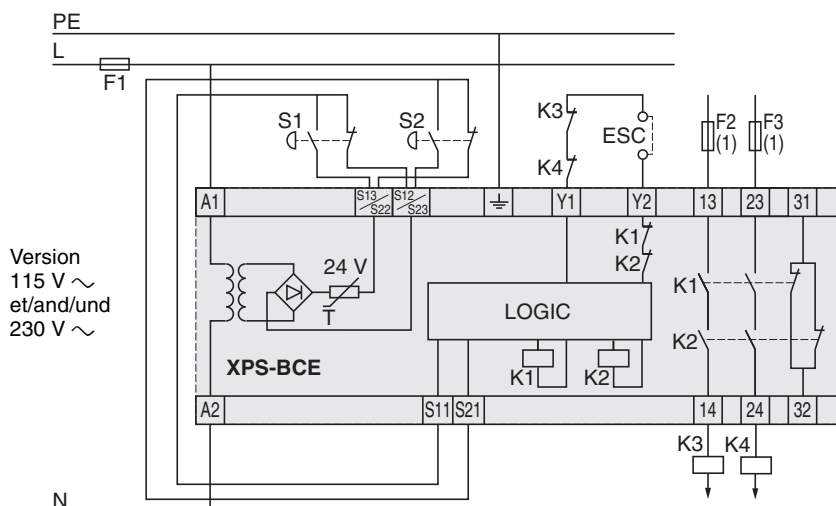 PE
L
F1
S1
S2
K3
K4
ESC
F2
(1)
F3
(1)
A1
S13
S22
S12
S23
Y1
Y2
13
23
31
Version
115 V ~
et/and/und
230 V ~
24 V
T
K1
K2
LOGIC
K1
K2
XPS-BCE
K1
K2
A2
S11
S21
14
24
32
K3
K4
N